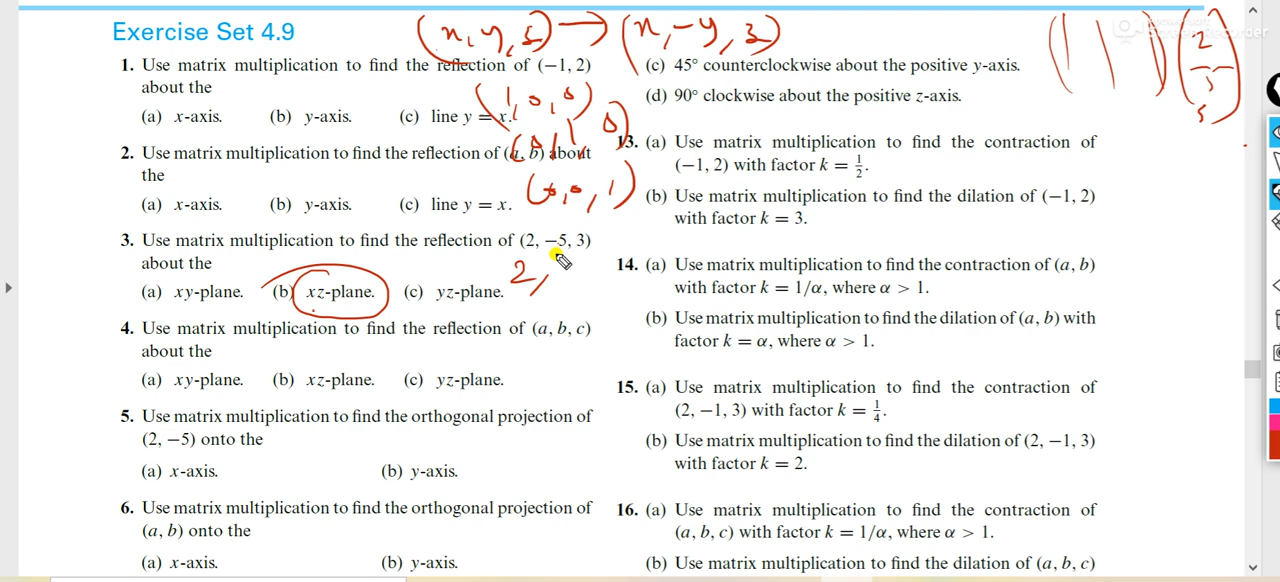 Exercise Set 4.9
1. Use matrix multiplication to find the reflection of (−1, 2)
about the
(a) x-axis. (b) y-axis. (c) line y = x.
2. Use matrix multiplication to find the reflection of (a, b) about
the
(a) x-axis. (b) y-axis. (c) line y = x.
3. Use matrix multiplication to find the reflection of (2, −5, 3)
about the
(a) xy-plane. (b) xz-plane. (c) yz-plane.
2,
4. Use matrix multiplication to find the reflection of (a, b, c)
about the
(a) xy-plane. (b) xz-plane. (c) yz-plane.
5. Use matrix multiplication to find the orthogonal projection of
(2, −5) onto the
(a) x-axis. (b) y-axis.
6. Use matrix multiplication to find the orthogonal projection of
(a, b) onto the
(a) x-axis. (b) y-axis.
(c) 45° counterclockwise about the positive y-axis.
(d) 90° clockwise about the positive z-axis.
13. (a) Use matrix multiplication to find the contraction of
(−1, 2) with factor k = 1/2.
(b) Use matrix multiplication to find the dilation of (−1, 2)
with factor k = 3.
14. (a) Use matrix multiplication to find the contraction of (a, b)
with factor k = 1/α, where α > 1.
(b) Use matrix multiplication to find the dilation of (a, b) with
factor k = α, where α > 1.
15. (a) Use matrix multiplication to find the contraction of
(2, −1, 3) with factor k = 1/4.
(b) Use matrix multiplication to find the dilation of (2, −1, 3)
with factor k = 2.
16. (a) Use matrix multiplication to find the contraction of
(a, b, c) with factor k = 1/α, where α > 1.
(b) Use matrix multiplication to find the dilation of (a, b, c)